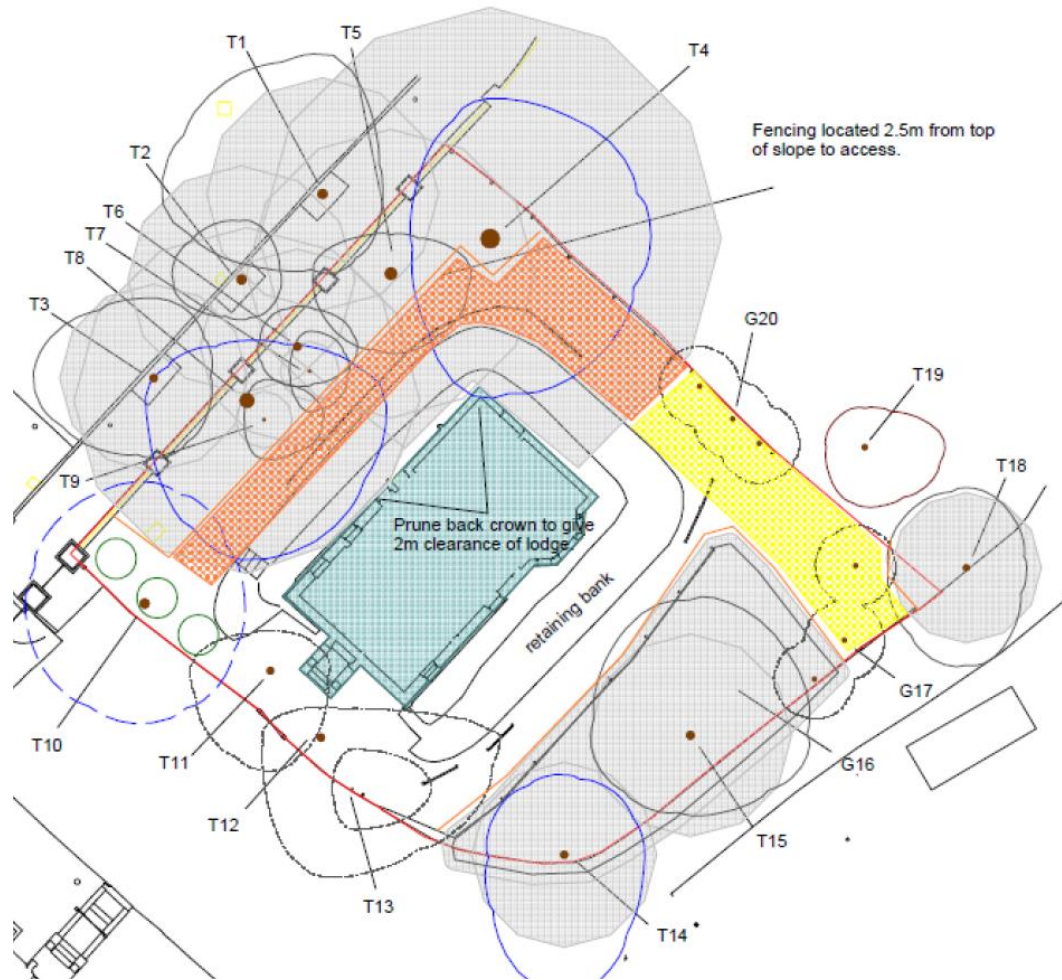 T1
T5
T4
Fencing located 2.5m from top
of slope to access.
T2
T6
T7
T8
T3
G20
T19
T18
T9
Prune back crown to give
2m clearance of lodge
retaining bank
T10
T11
T12
T13
G17
G16
T15
T14